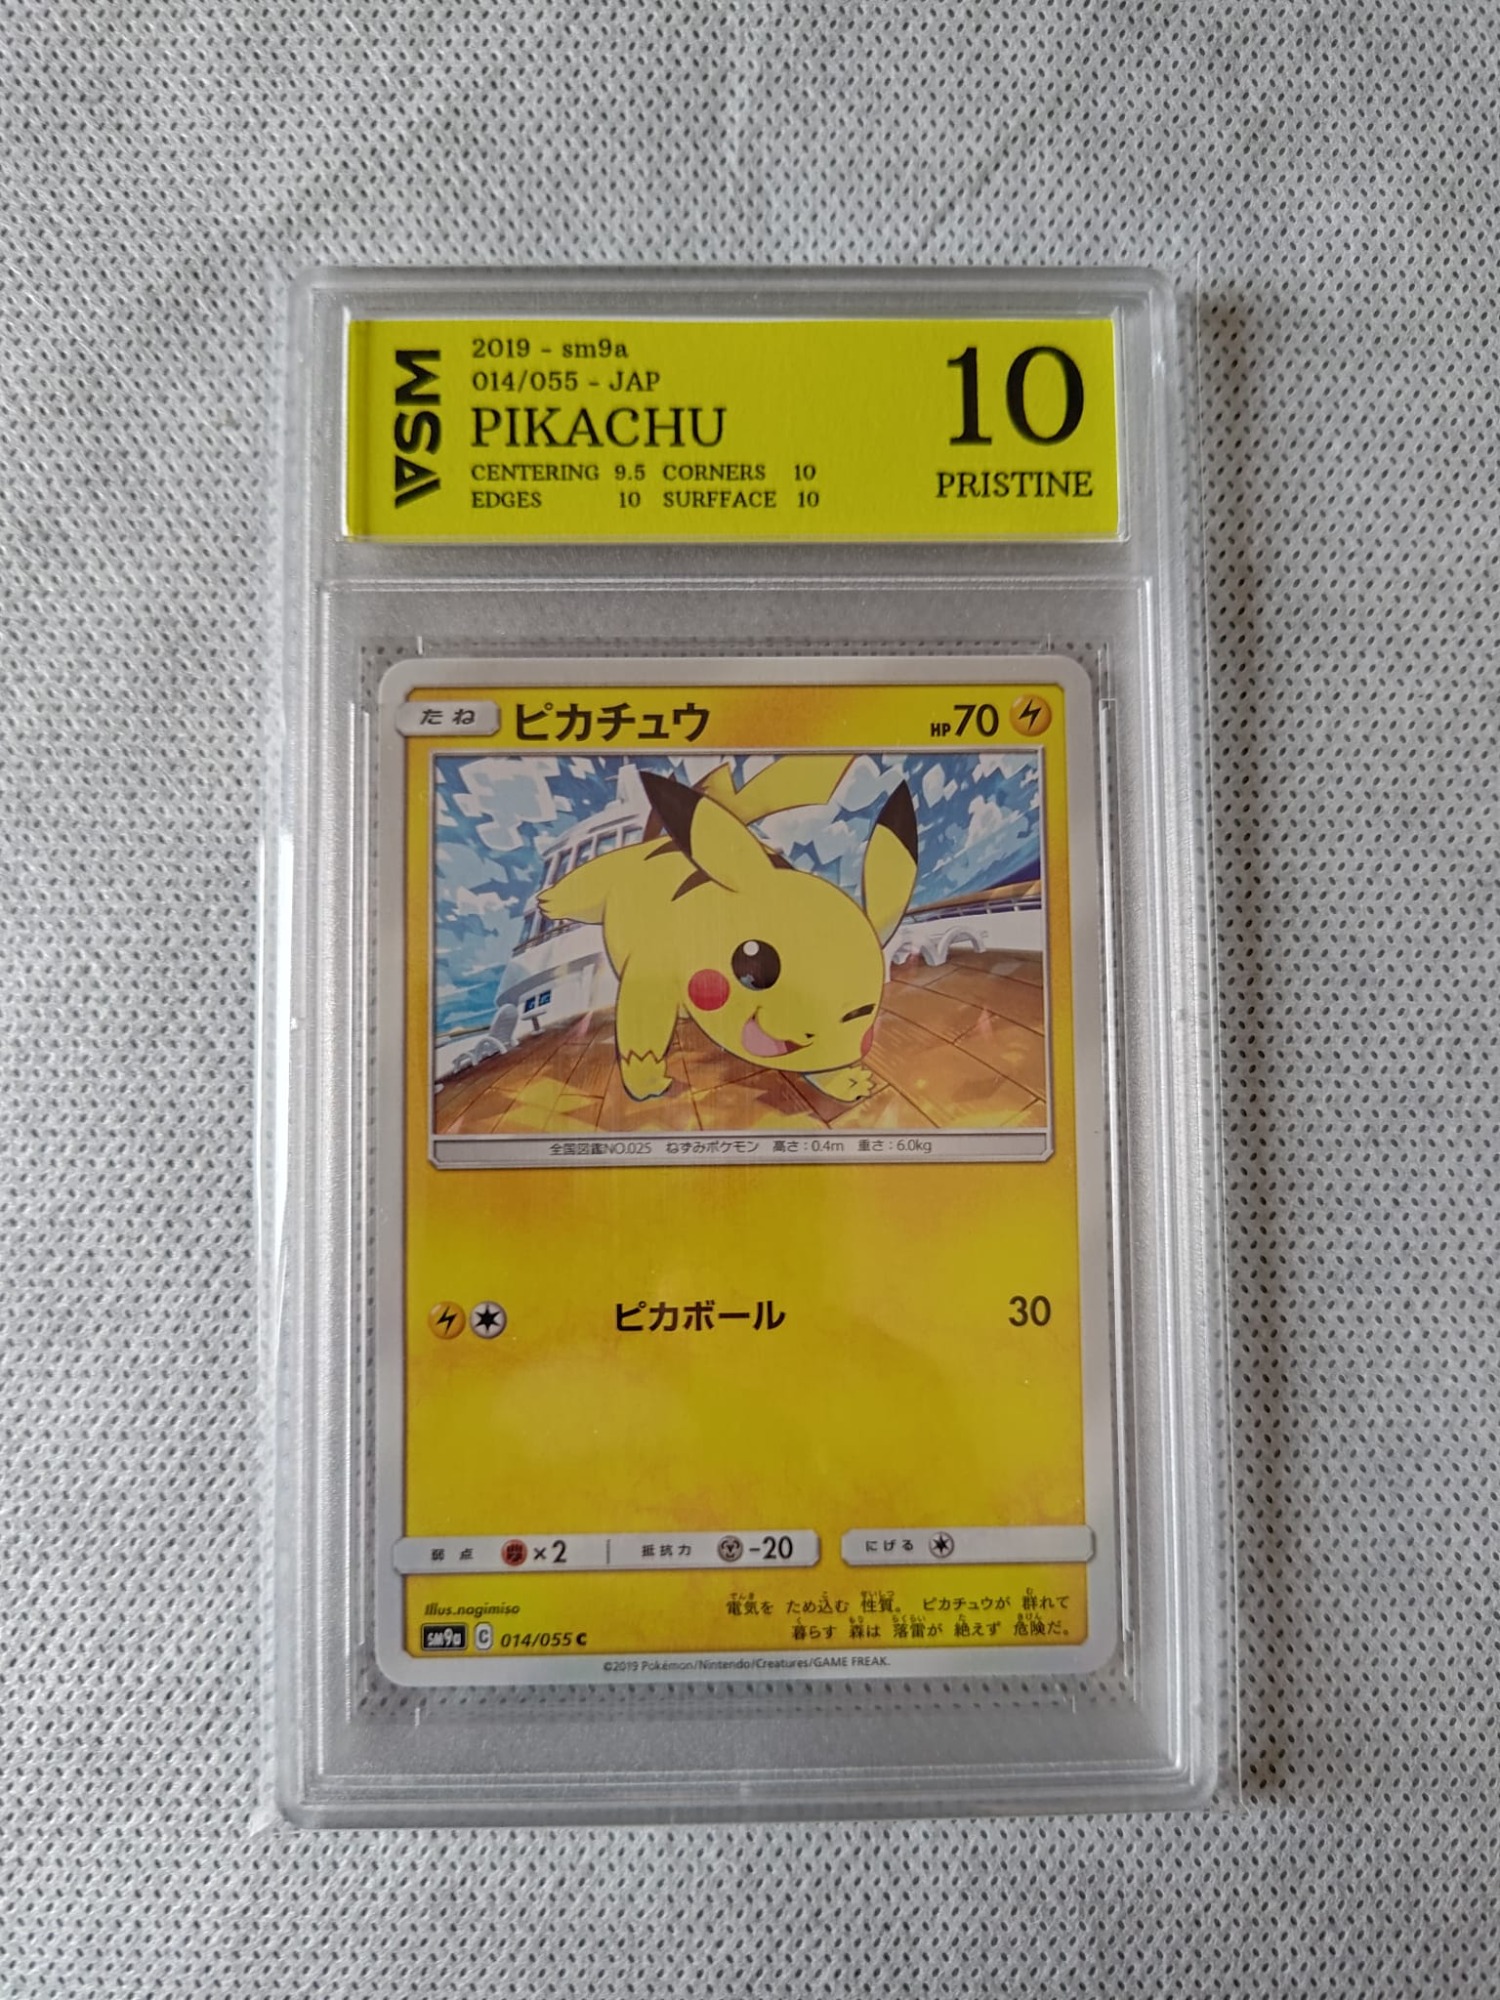 ASM
2019 - sm9a
014/055 - JAP
PIKACHU
CENTERING 9.5 CORNERS 10
EDGES 10 SURFFACE 10
10
PRISTINE
たね ピカチュウ HP70
全国図鑑NO.025 ねずみポケモン 高さ:0.4m 重さ:6.0kg
ピカボール 30
弱点 ×2 抵抗力 -20 にげる
Illus.nagimiso
電気を ため込む 性質。 ピカチュウが 群れて
暮らす 森は 落雷が 絶えず 危険だ。
SM9a C 014/055 C
©2019 Pokémon/Nintendo/Creatures/GAME FREAK.